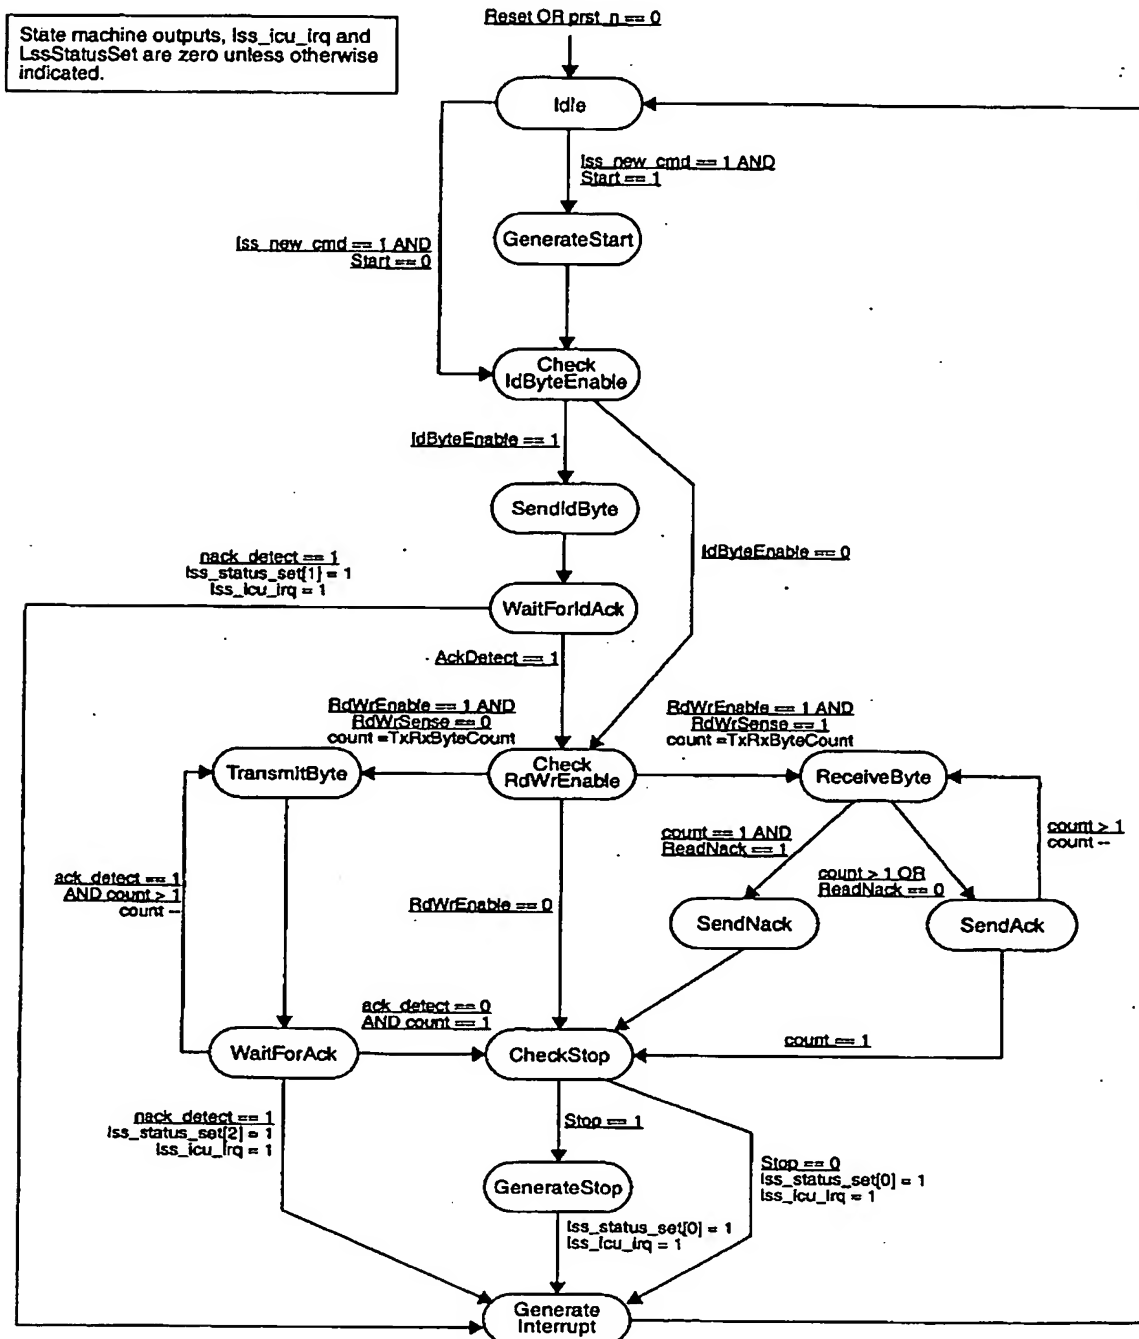 Reset OR prst_n == 0
State machine outputs, lss_icu_irq and
LssStatusSet are zero unless otherwise
indicated.
Idle
lss_new_cmd == 1 AND
Start == 1
GenerateStart
lss_new_cmd == 1 AND
Start == 0
Check
IdByteEnable
IdByteEnable == 1
SendIdByte
IdByteEnable == 0
nack_detect == 1
lss_status_set[1] = 1
lss_icu_irq = 1
WaitForIdAck
AckDetect == 1
RdWrEnable == 1 AND
RdWrSense == 0
count =TxRxByteCount
RdWrEnable == 1 AND
RdWrSense == 1
count =TxRxByteCount
TransmitByte
Check
RdWrEnable
ReceiveByte
count == 1 AND
ReadNack == 1
count > 1
count --
count > 1 OR
ReadNack == 0
ack_detect == 1
AND count > 1
count --
RdWrEnable == 0
SendNack
SendAck
ack_detect == 0
AND count == 1
WaitForAck
CheckStop
count == 1
nack_detect == 1
lss_status_set[2] = 1
lss_icu_irq = 1
Stop == 1
Stop == 0
lss_status_set[0] = 1
lss_icu_irq = 1
GenerateStop
lss_status_set[0] = 1
lss_icu_irq = 1
Generate
Interrupt